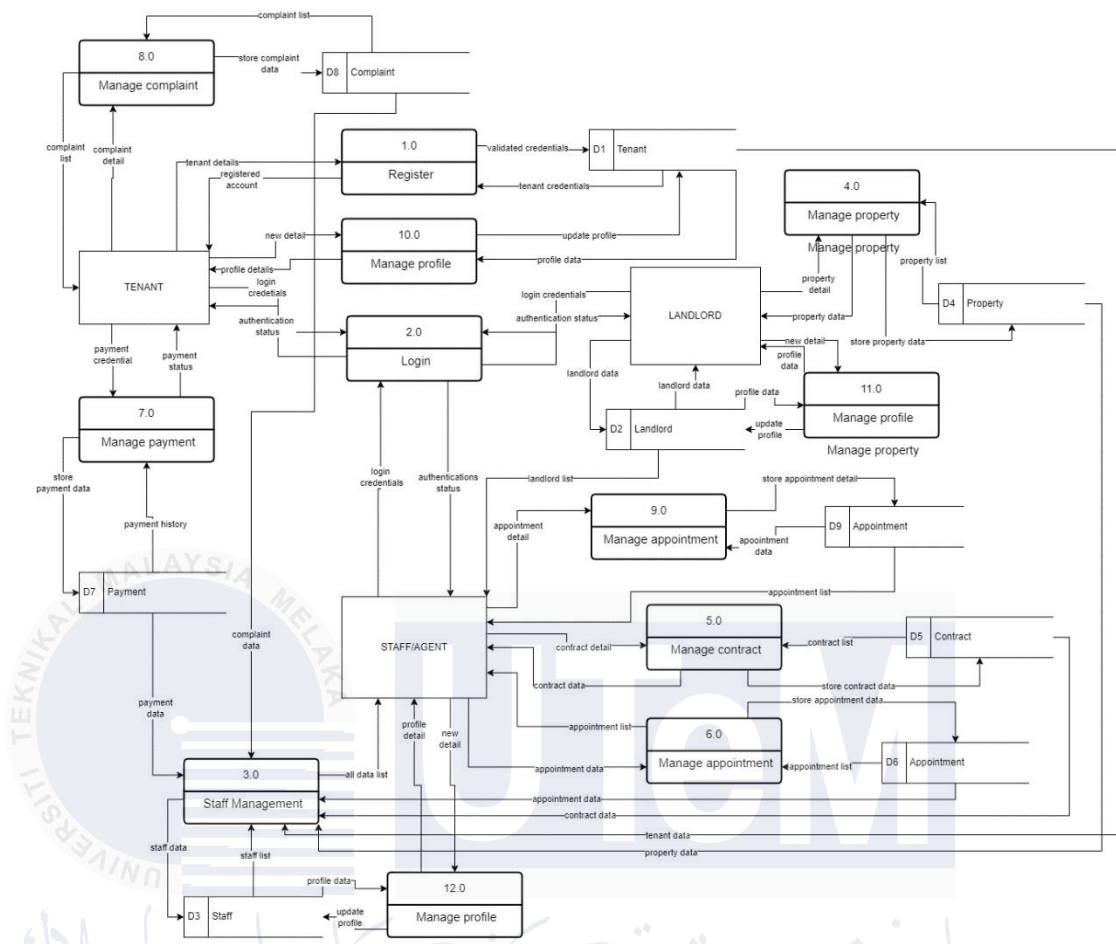 complaint list
8.0
Manage complaint
store complaint
data
D8
Complaint
complaint
list
complaint
detail
1.0
Register
tenant details
registered
account
validated credentials
tenant credentials
D1
Tenant
4.0
Manage property
Manage property
10.0
Manage profile
new detail
profile details
update profile
profile data
TENANT
login
credetials
authentication
status
2.0
Login
login credentials
authentication status
LANDLORD
property
detail
property data
property list
D4
Property
store property data
new detail
profile
data
payment
credential
payment
status
landlord data
landlord data
profile data
11.0
Manage profile
Manage property
D2
Landlord
update
profile
7.0
Manage payment
store
payment data
payment history
login
credentials
authentications
status
landlord list
store appointment detail
9.0
Manage appointment
appointment
detail
apoointment
data
D9
Appointment
appointment list
D7
Payment
complaint
data
STAFF/AGENT
5.0
Manage contract
contract detail
contract data
contract list
D5
Contract
store contract data
store appointment data
appointment list
6.0
Manage appointment
appointment data
appointment list
D6
Appointment
payment
data
profile
detail
new
detail
3.0
Staff Management
all data list
appointment data
contract data
tenant data
property data
staff data
staff list
profile data
12.0
Manage profile
D3
Staff
update
profile
UNIVERSITI TEKNIKAL MALAYSIA MELAKA
UTeM